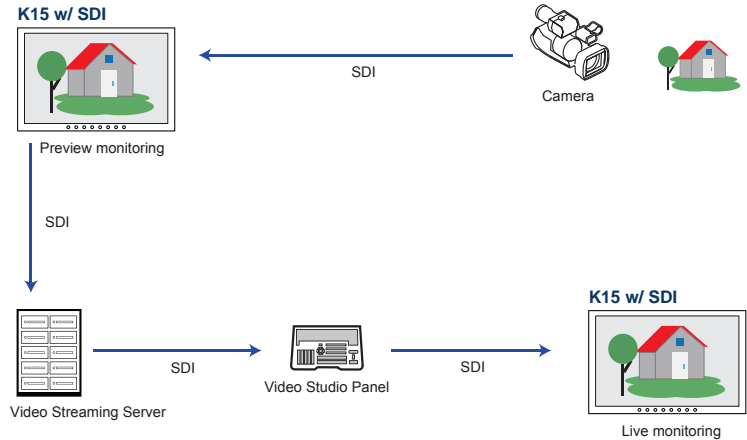 K15 w/ SDI
SDI
Camera
Preview monitoring
SDI
K15 w/ SDI
SDI
SDI
Video Studio Panel
Video Streaming Server
Live monitoring